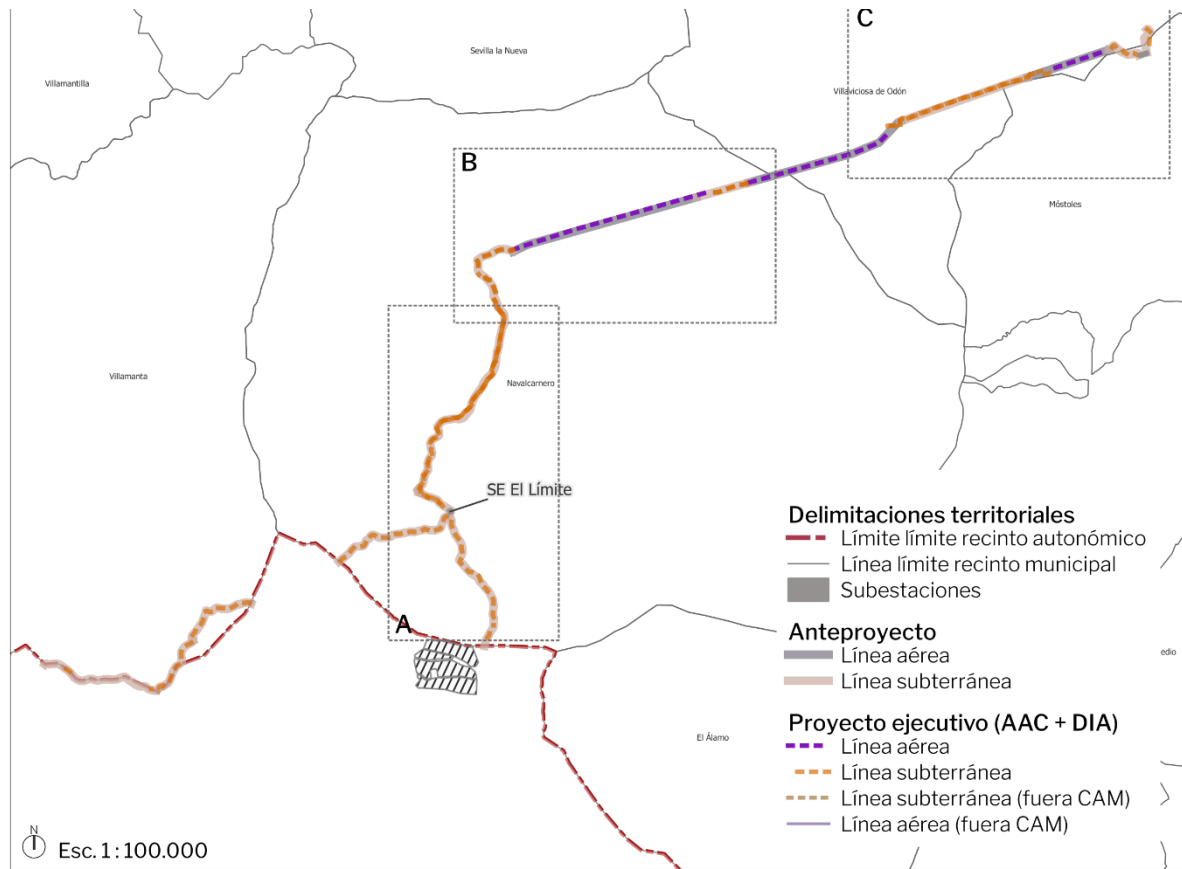 C
Sevilla la Nueva
Villamantilla
Villaviciosa de Odón
B
Móstoles
Villamanta
Navalcarnero
SE El Límite
Delimitaciones territoriales
Límite límite recinto autonómico
Línea límite recinto municipal
Subestaciones
A
Anteproyecto
Línea aérea
edio
Línea subterránea
Proyecto ejecutivo (AAC + DIA)
El Álamo
Línea aérea
Línea subterránea
Línea subterránea (fuera CAM)
Línea aérea (fuera CAM)
N
Esc. 1 : 100.000